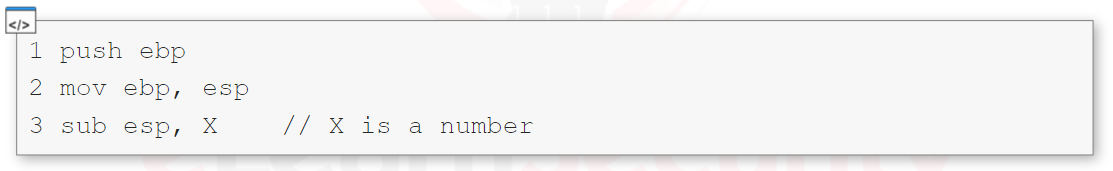 </>
1 push ebp
2 mov ebp, esp
3 sub esp, X // X is a number